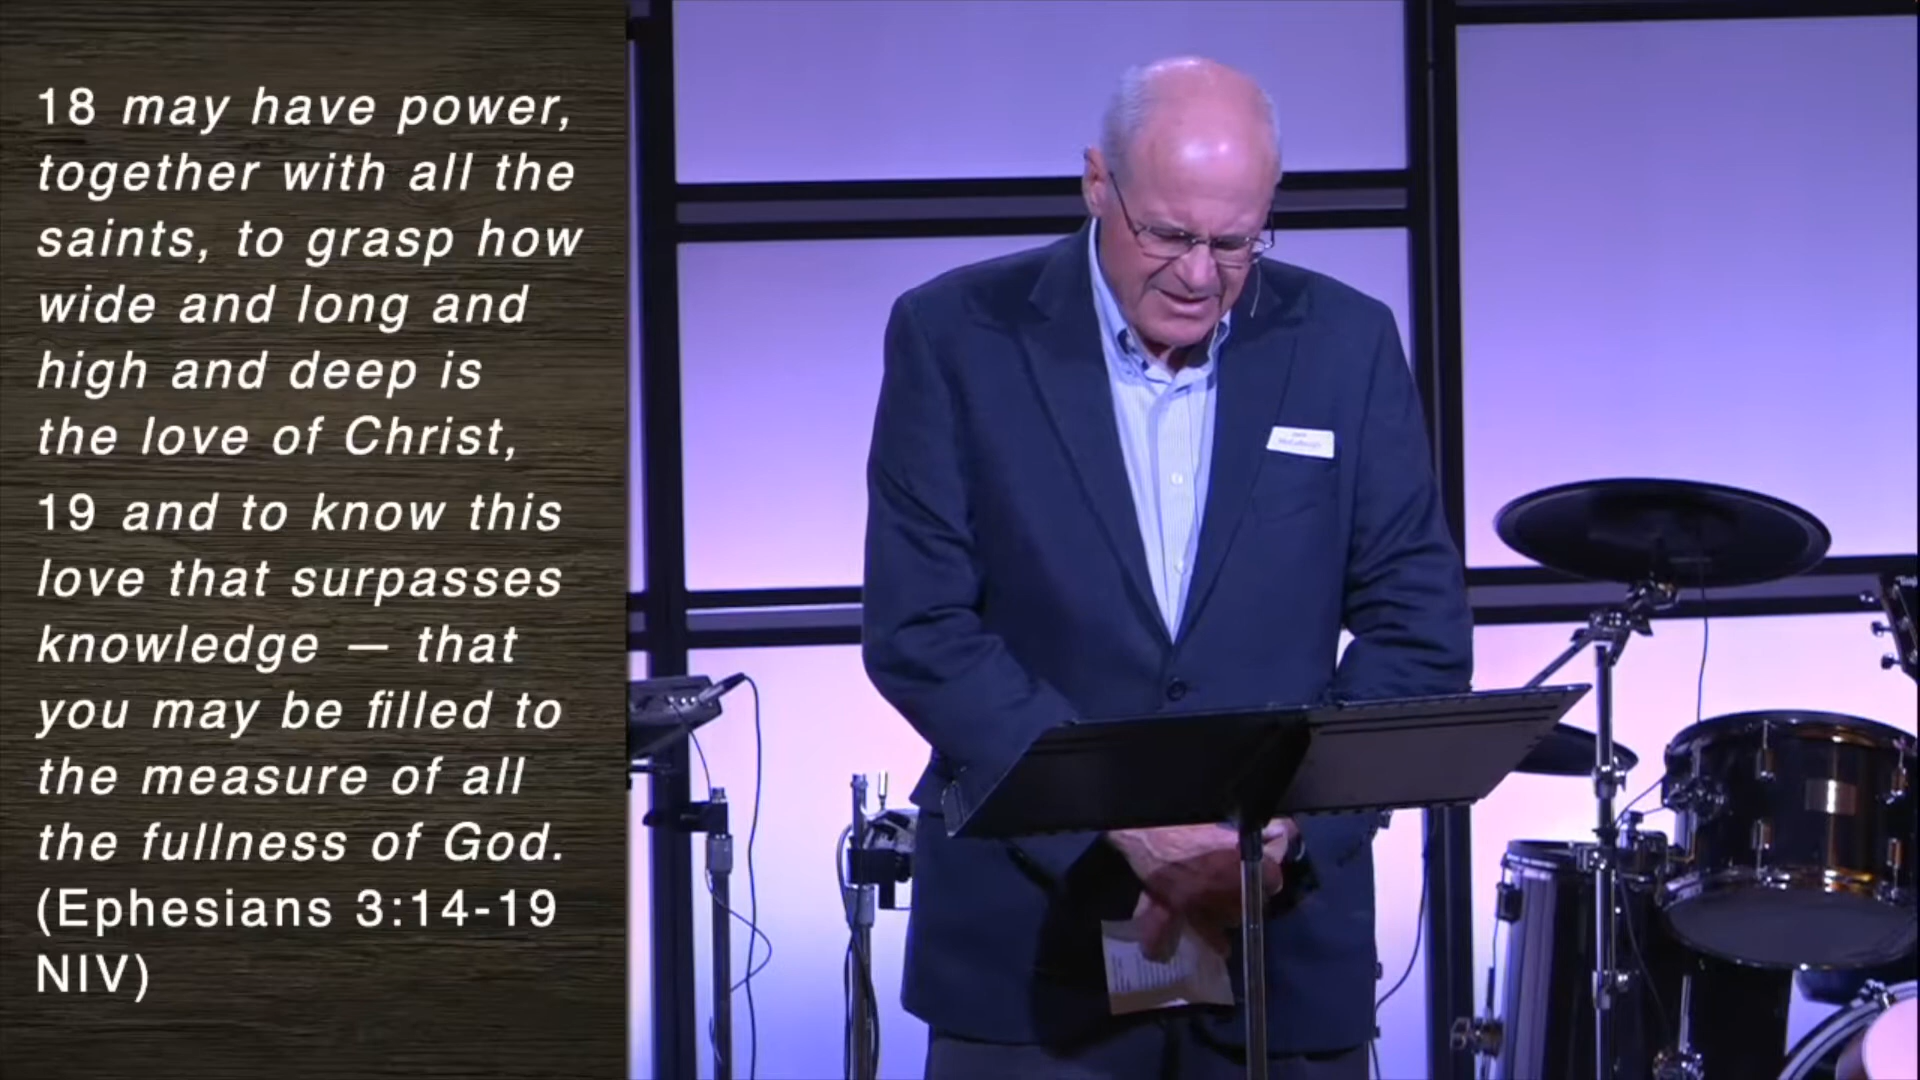 18 may have power,
together with all the
saints, to grasp how
wide and long and
high and deep is
the love of Christ,
19 and to know this
love that surpasses
knowledge — that
you may be filled to
the measure of all
the fullness of God.
(Ephesians 3:14-19
NIV)